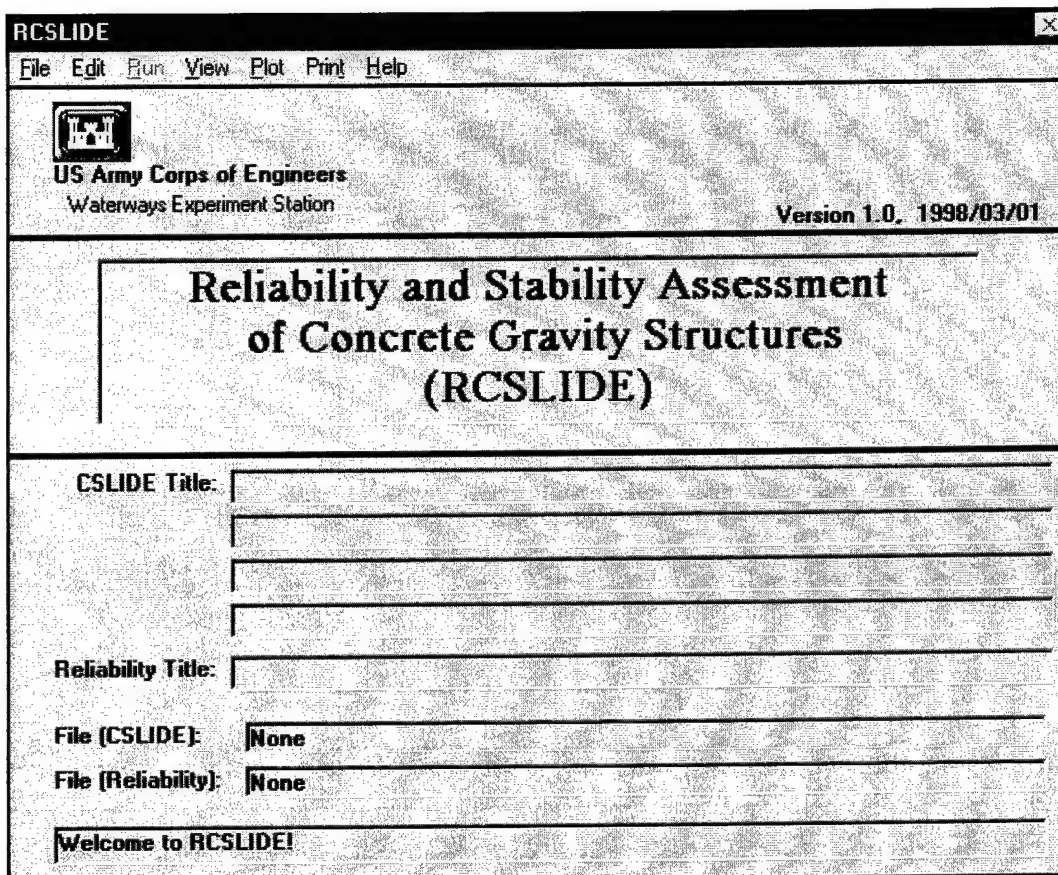 RCSLIDE
File Edit Run View Plot Print Help
US Army Corps of Engineers
Waterways Experiment Station
Version 1.0, 1998/03/01
Reliability and Stability Assessment
of Concrete Gravity Structures
(RCSLIDE)
CSLIDE Title:
Reliability Title:
File (CSLIDE): None
File (Reliability): None
Welcome to RCSLIDE!